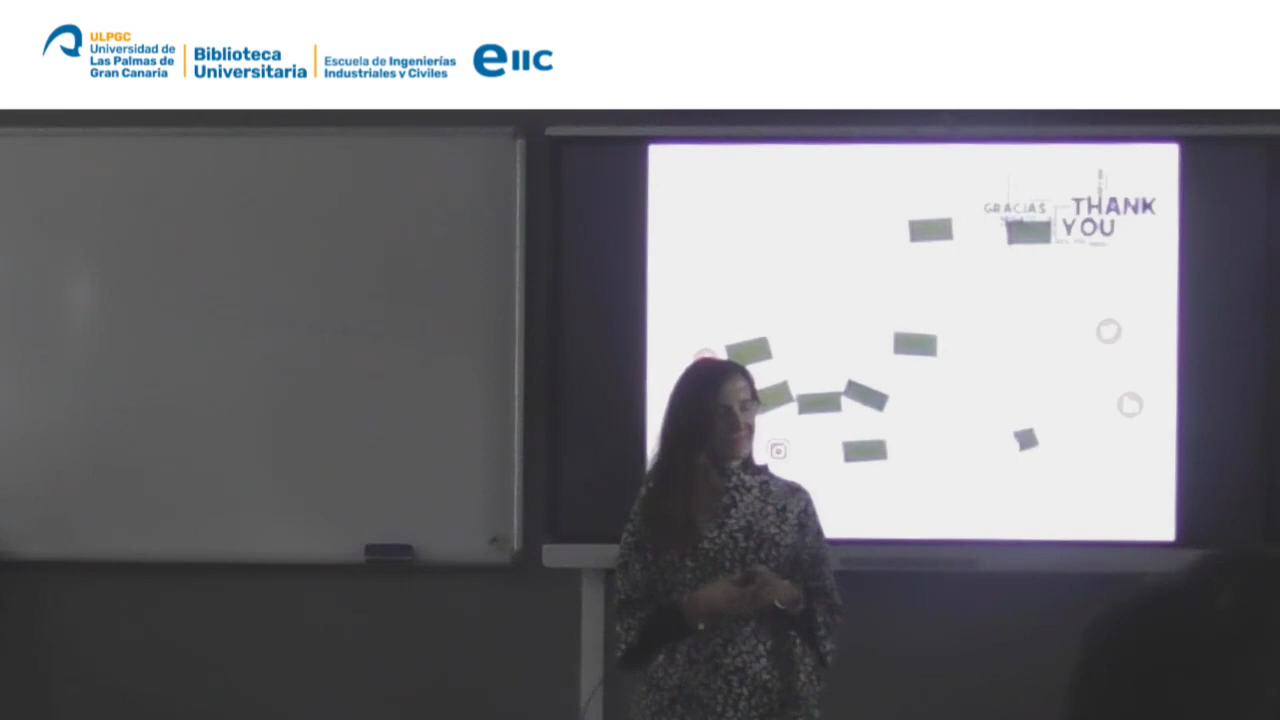 ULPGC
Universidad de
Las Palmas de
Gran Canaria
Biblioteca
Universitaria
Escuela de Ingenierías
Industriales y Civiles
eiic
GRACIAS
THANK
YOU